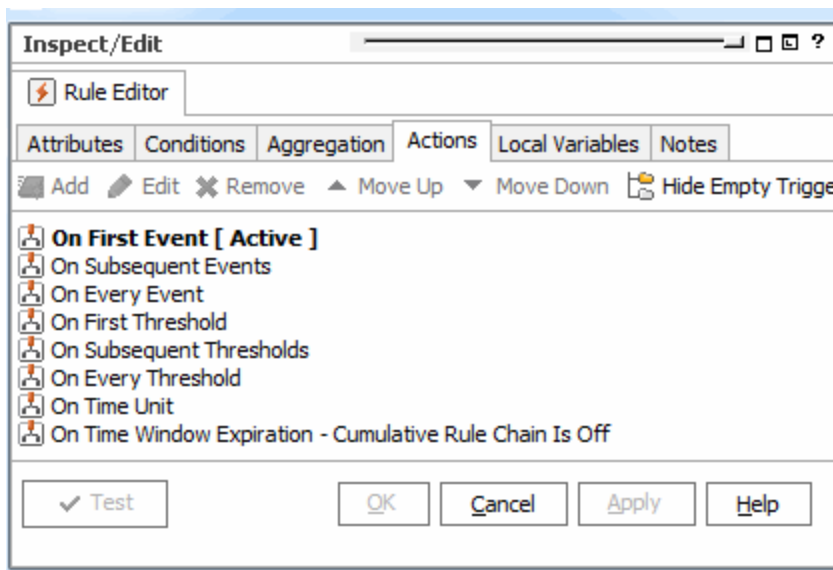 Inspect/Edit ?
Rule Editor
Attributes Conditions Aggregation Actions Local Variables Notes
Add Edit Remove Move Up Move Down Hide Empty Trigge
On First Event [ Active ]
On Subsequent Events
On Every Event
On First Threshold
On Subsequent Thresholds
On Every Threshold
On Time Unit
On Time Window Expiration - Cumulative Rule Chain Is Off
Test OK Cancel Apply Help